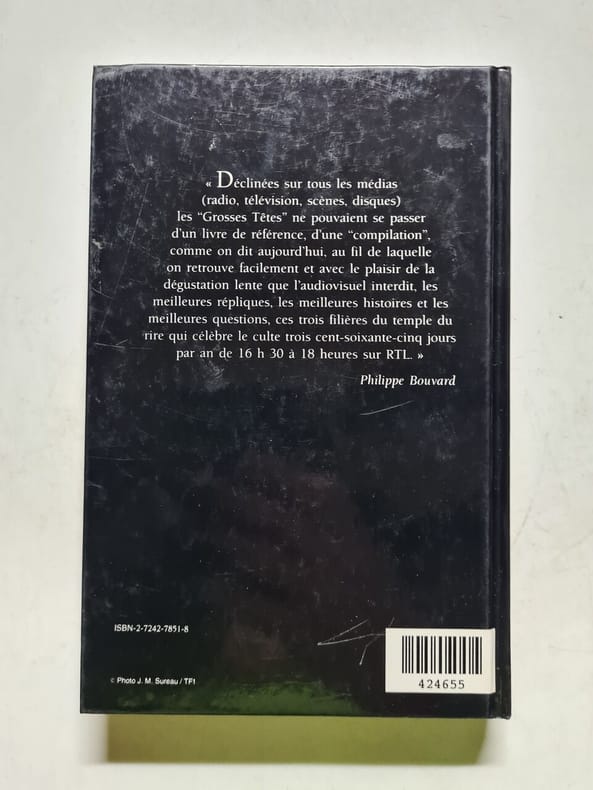 « Déclinées sur tous les médias
(radio, télévision, scènes, disques)
les “Grosses Têtes” ne pouvaient se passer
d'un livre de référence, d'une “compilation”,
comme on dit aujourd'hui, au fil de laquelle
on retrouve facilement et avec le plaisir de la
dégustation lente que l'audiovisuel interdit, les
meilleures répliques, les meilleures histoires et les
meilleures questions, ces trois filières du temple du
rire qui célèbre le culte trois cent-soixante-cinq jours
par an de 16 h 30 à 18 heures sur RTL. »
Philippe Bouvard
ISBN-2-7242-7851-8
© Photo J. M. Sureau / TF1
424655